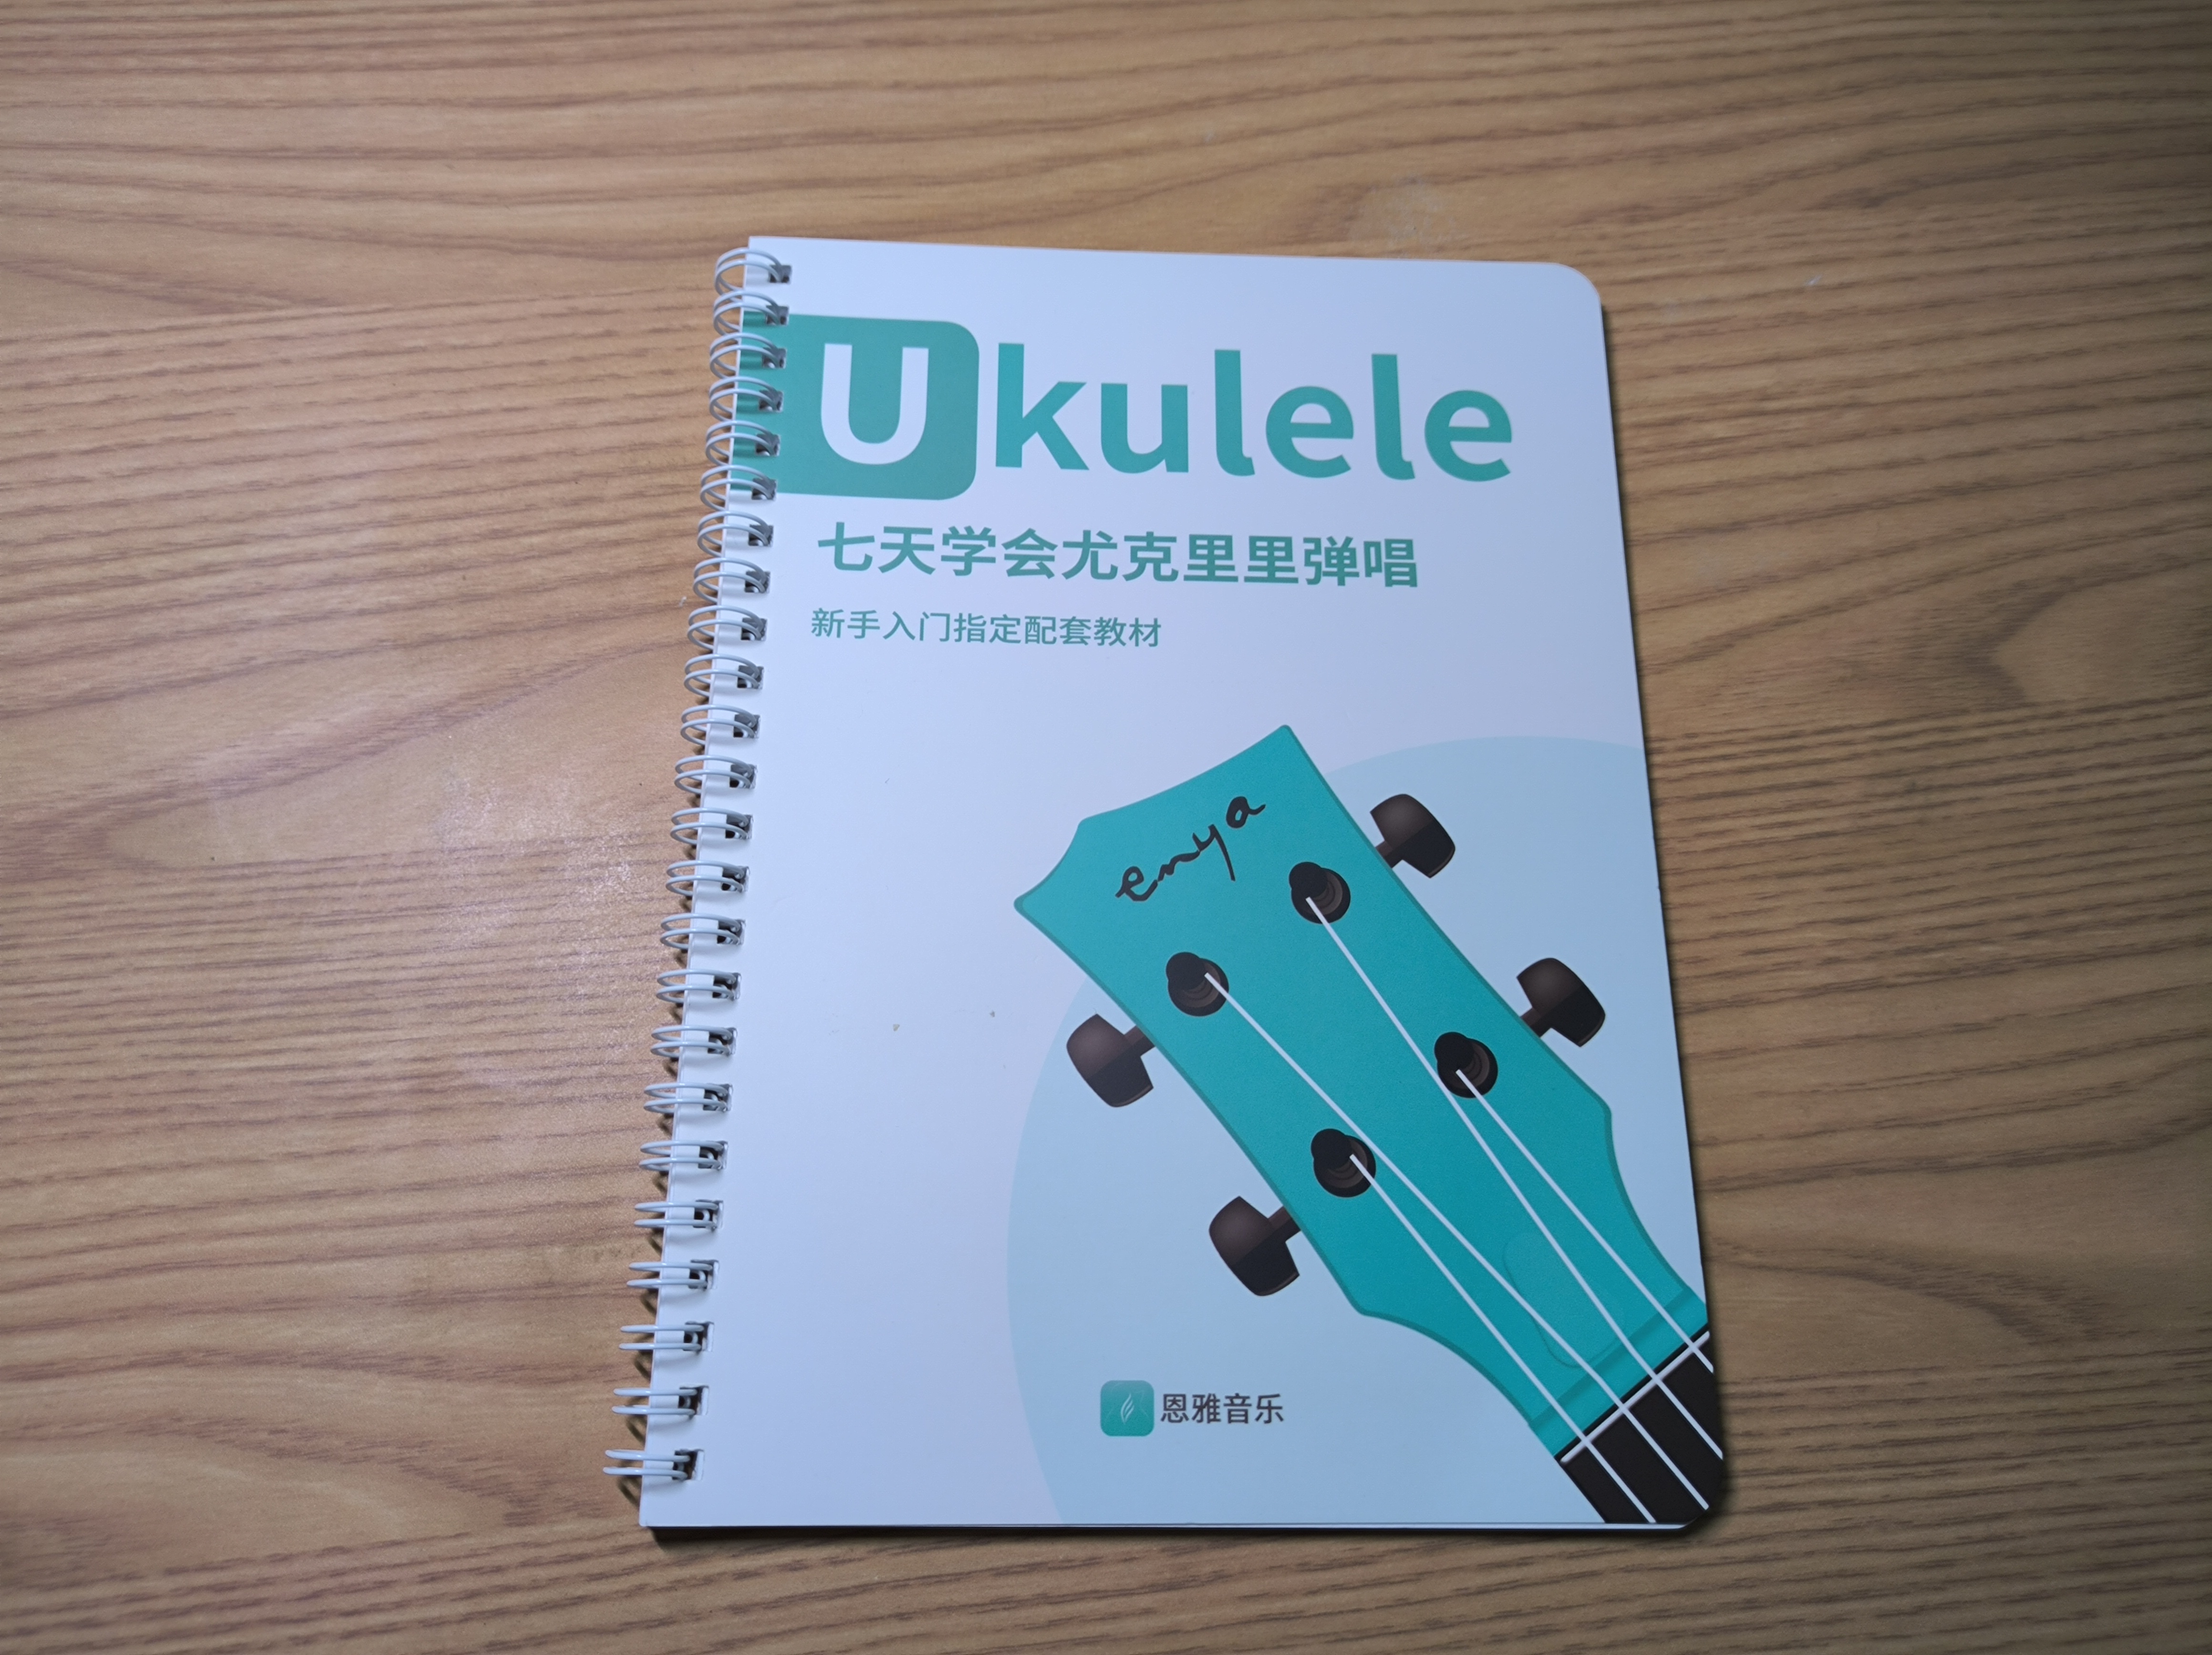 Ukulele
七天学会尤克里里弹唱
新手入门指定配套教材
enya
恩雅音乐